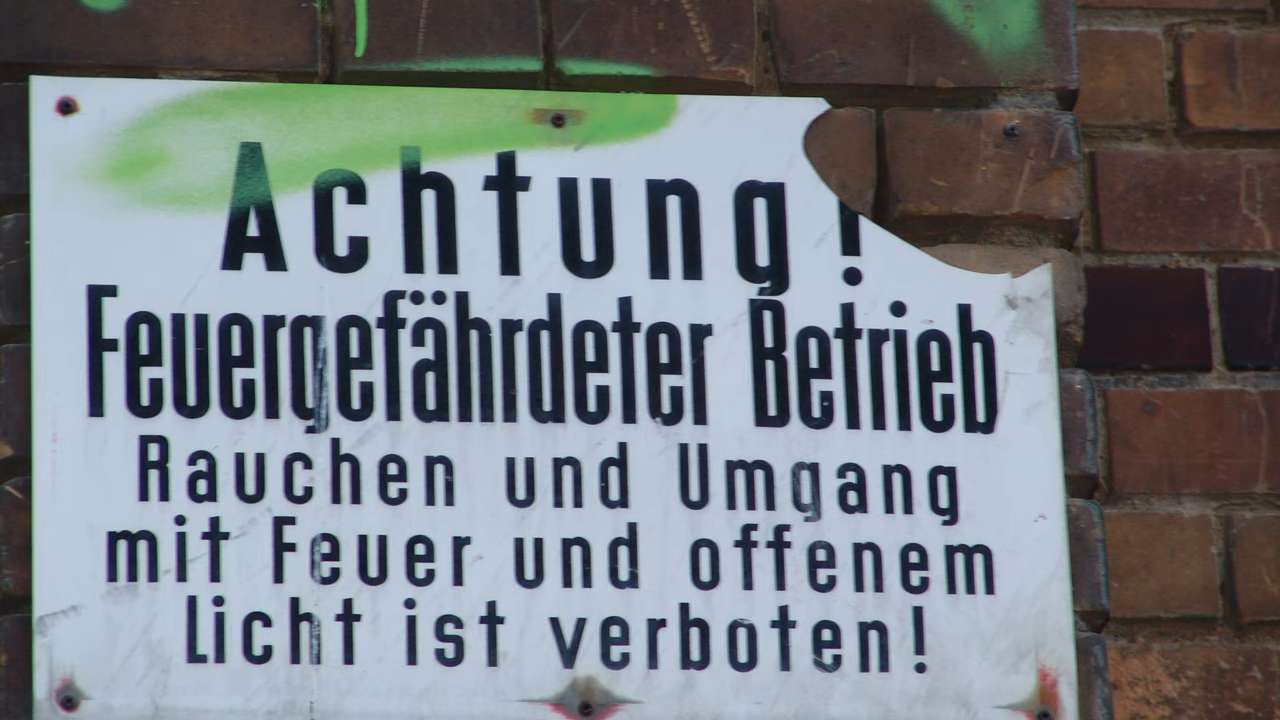 Achtung!
Feuergefährdeter Betrieb
Rauchen und Umgang
mit Feuer und offenem
Licht ist verboten!